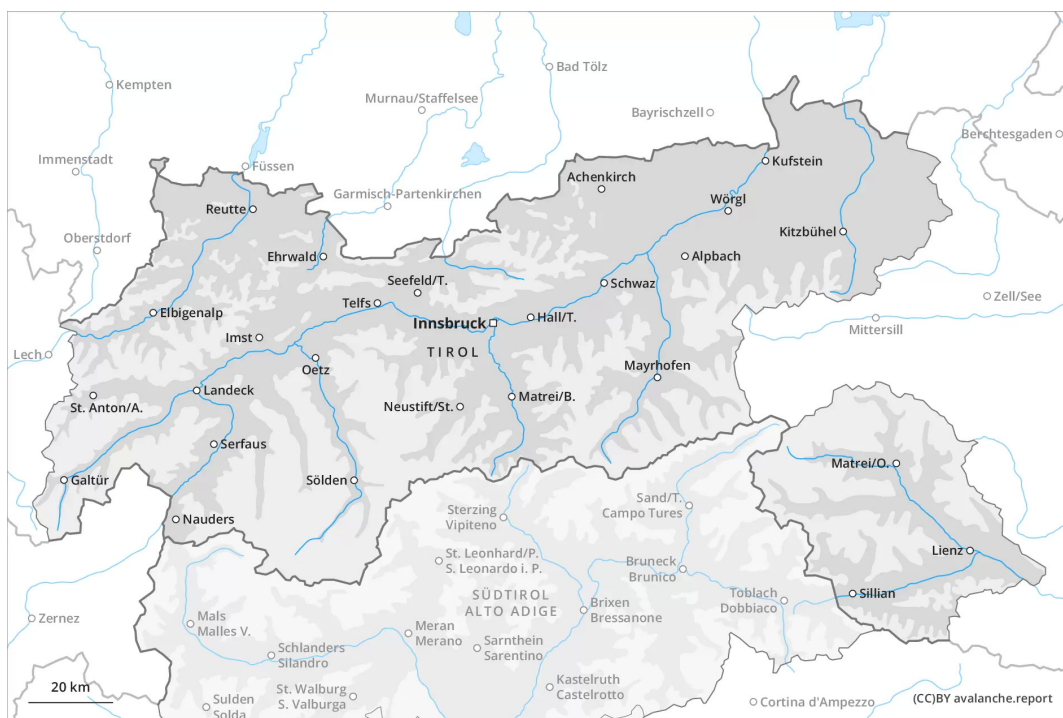 Kempten
Bad Tölz
Murnau/Staffelsee
Bayrischzell
Berchtesgaden
Immenstadt
Füssen
Kufstein
Achenkirch
Garmisch-Partenkirchen
Reutte
Wörgl
Oberstdorf
Kitzbühel
Ehrwald
Alpbach
Seefeld/T.
Schwaz
Zell/See
Telfs
Elbigenalp
Hall/T.
Innsbruck
Mittersill
Imst
TIROL
Lech
Oetz
Mayrhofen
Landeck
St. Anton/A.
Neustift/St.
Matrei/B.
Serfaus
Matrei/O.
Galtür
Sölden
Sand/T.
Campo Tures
Sterzing
Vipiteno
Nauders
St. Leonhard/P.
S. Leonardo i. P.
Lienz
Bruneck
Brunico
SÜDTIROL
ALTO ADIGE
Sillian
Toblach
Dobbiaco
Brixen
Bressanone
Zernez
Mals
Malles V.
Meran
Merano
Sarnthein
Sarentino
Schlanders
Silandro
Kastelruth
Castelrotto
20 km
St. Walburg
S. Valburga
Sulden
Solda
Cortina d'Ampezzo
(CC)BY avalanche.report